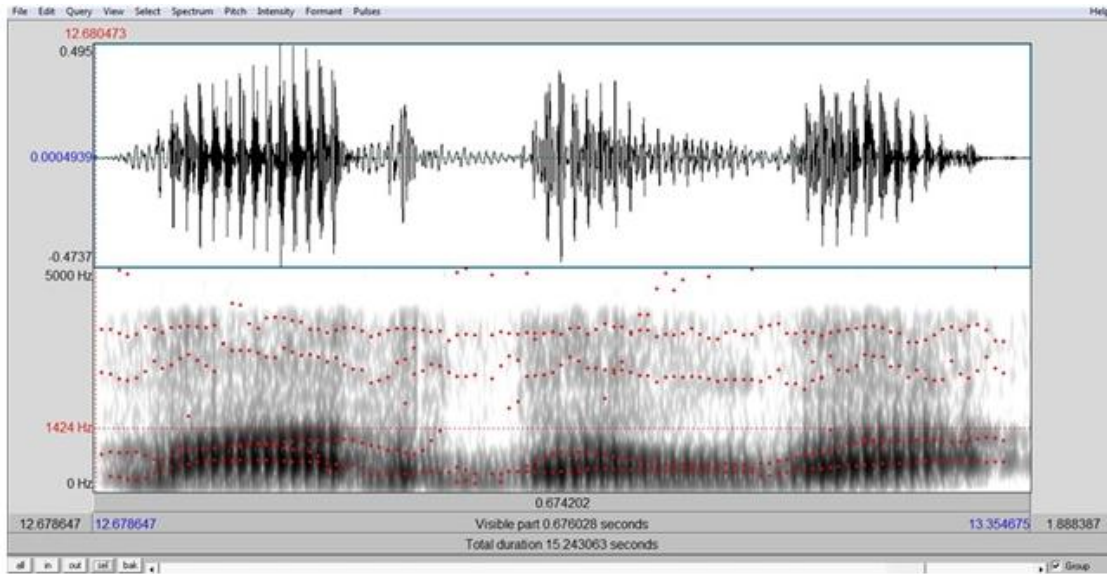 File Edit Query View Select Spectrum Pitch Intensity Formant Pulses Help
12.680473
0.495
0.0004939
-0.4737
5000 Hz
1424 Hz
0 Hz
0.674202
12.678647 12.678647 Visible part 0.676028 seconds 13.354675 1.888387
Total duration 15.243063 seconds
all in out sel bak Group